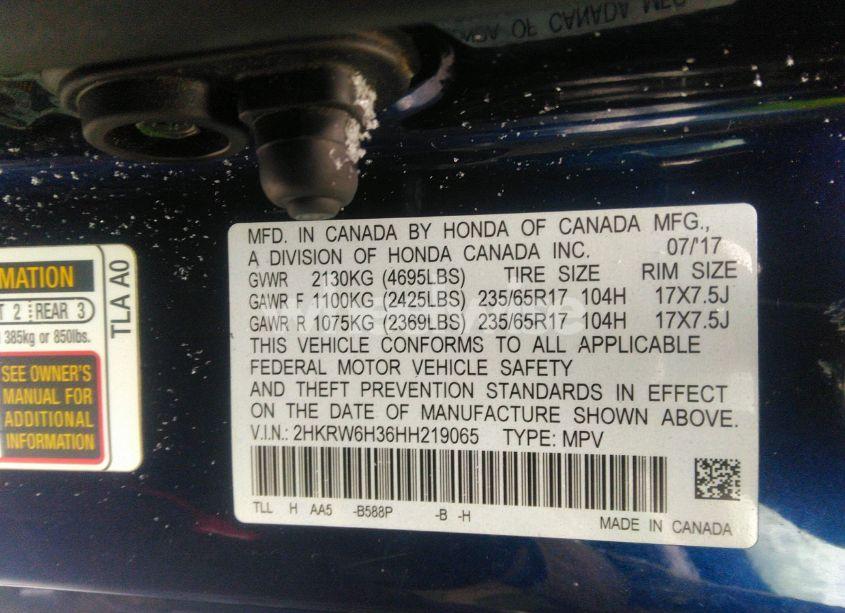 OF CANADA MFG
MFD. IN CANADA BY HONDA OF CANADA MFG.,
A DIVISION OF HONDA CANADA INC. 07/'17
GVWR 2130KG (4695LBS) TIRE SIZE RIM SIZE
GAWR F 1100KG (2425LBS) 235/65R17 104H 17X7.5J
GAWR R 1075KG (2369LBS) 235/65R17 104H 17X7.5J
THIS VEHICLE CONFORMS TO ALL APPLICABLE
FEDERAL MOTOR VEHICLE SAFETY
AND THEFT PREVENTION STANDARDS IN EFFECT
ON THE DATE OF MANUFACTURE SHOWN ABOVE.
V.I.N.: 2HKRW6H36HH219065 TYPE: MPV
TLL H AA5 -B588P -B -H
MADE IN CANADA
MATION
T 2 REAR 3
385kg or 850lbs.
SEE OWNER'S
MANUAL FOR
ADDITIONAL
INFORMATION
TLA A0